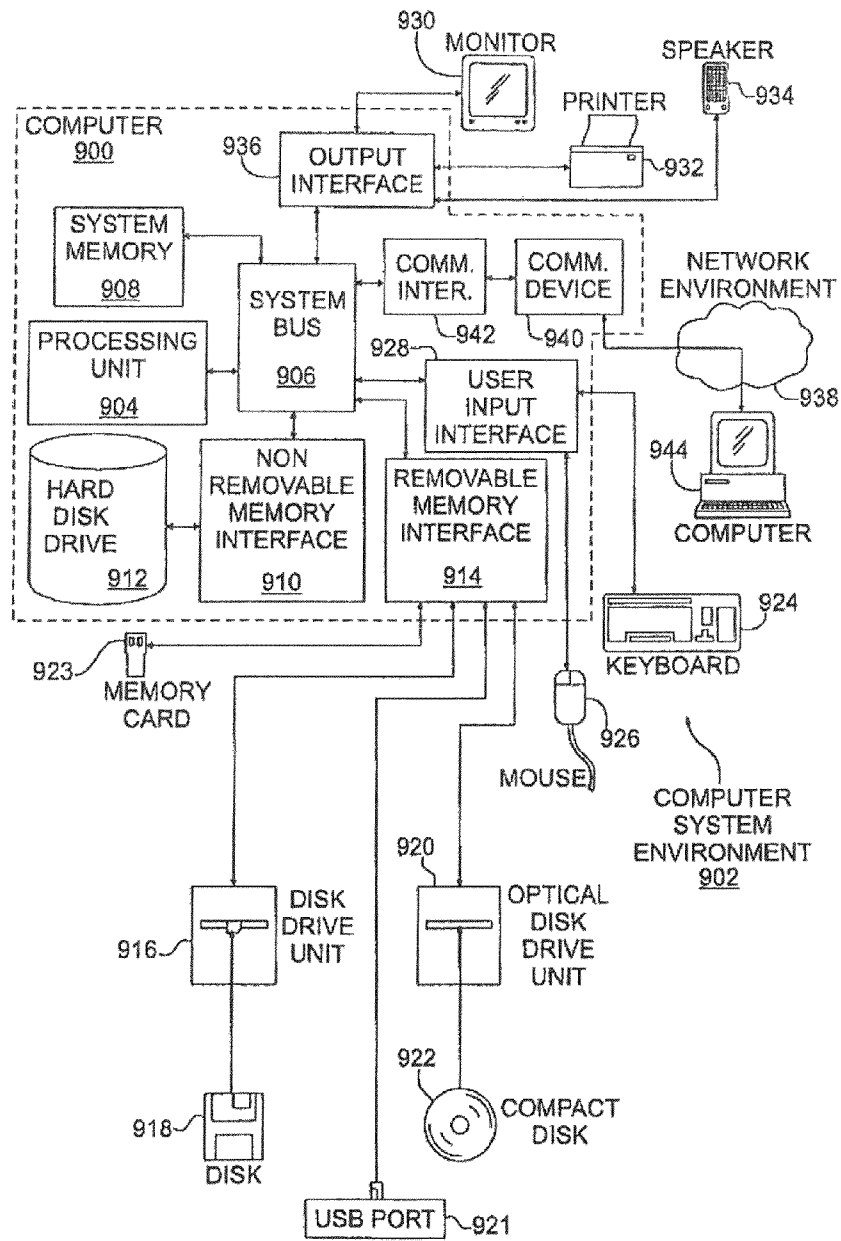 930
MONITOR
SPEAKER
934
PRINTER
932
COMPUTER
900
936
OUTPUT
INTERFACE
SYSTEM
MEMORY
908
SYSTEM
BUS
906
COMM.
INTER.
942
COMM.
DEVICE
940
NETWORK
ENVIRONMENT
938
PROCESSING
UNIT
904
928
USER
INPUT
INTERFACE
944
COMPUTER
HARD
DISK
DRIVE
912
NON
REMOVABLE
MEMORY
INTERFACE
910
REMOVABLE
MEMORY
INTERFACE
914
924
KEYBOARD
923
MEMORY
CARD
926
MOUSE
COMPUTER
SYSTEM
ENVIRONMENT
902
916
DISK
DRIVE
UNIT
920
OPTICAL
DISK
DRIVE
UNIT
918
DISK
922
COMPACT
DISK
USB PORT
921